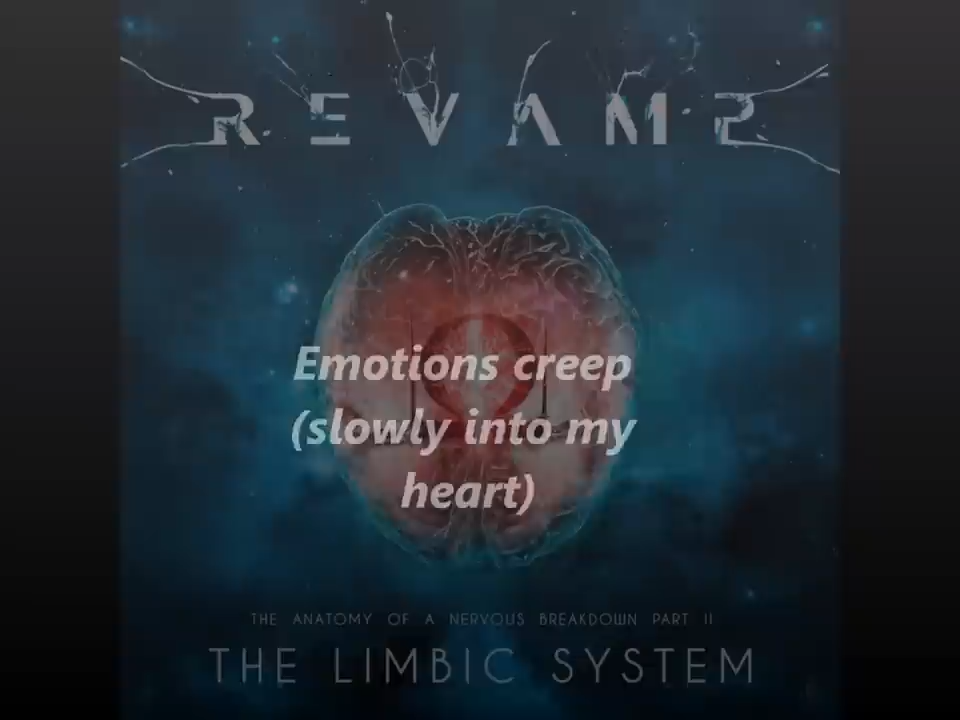 REVAMP
Emotions creep
(slowly into my
heart)
THE ANATOMY OF A NERVOUS BREAKDOWN PART II
THE LIMBIC SYSTEM